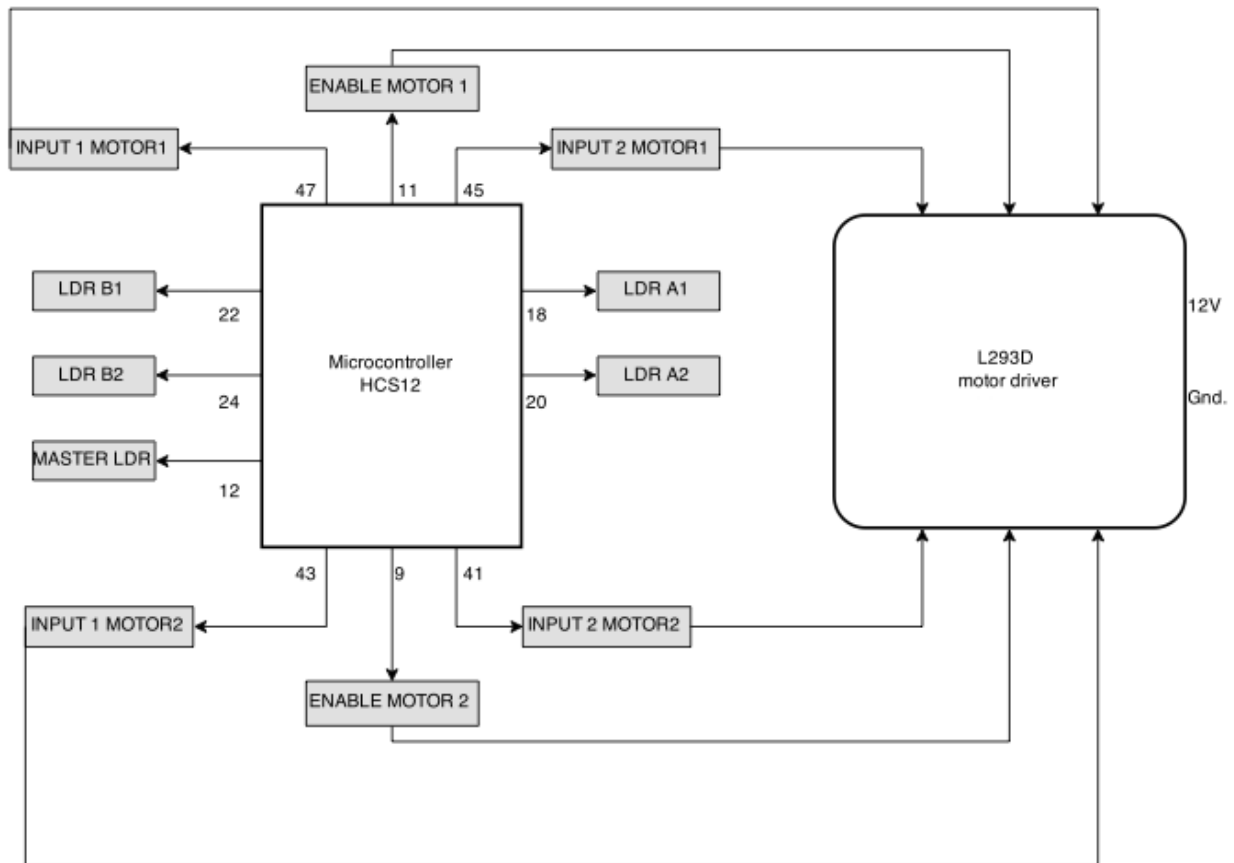 ENABLE MOTOR 1
INPUT 1 MOTOR1
INPUT 2 MOTOR1
47
11
45
LDR B1
22
LDR B2
24
MASTER LDR
12
Microcontroller
HCS12
LDR A1
18
LDR A2
20
L293D
motor driver
12V
Gnd.
43
9
41
INPUT 1 MOTOR2
INPUT 2 MOTOR2
ENABLE MOTOR 2